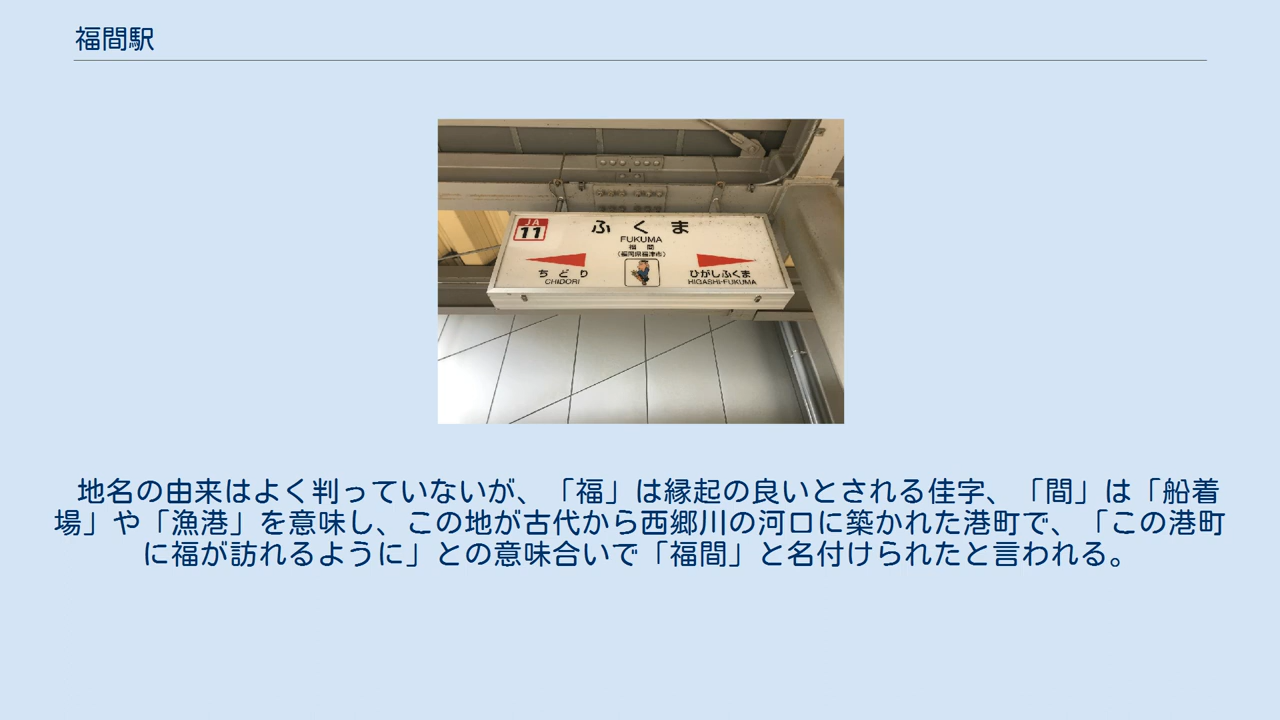 福間駅
JA
11
ふくま
FUKUMA
福間
(福岡県福津市)
ちどり
CHIDORI
ひがしふくま
HIGASHI-FUKUMA
地名の由来はよく判っていないが、「福」は縁起の良いとされる佳字、「間」は「船着
場」や「漁港」を意味し、この地が古代から西郷川の河口に築かれた港町で、「この港町
に福が訪れるように」との意味合いで「福間」と名付けられたと言われる。